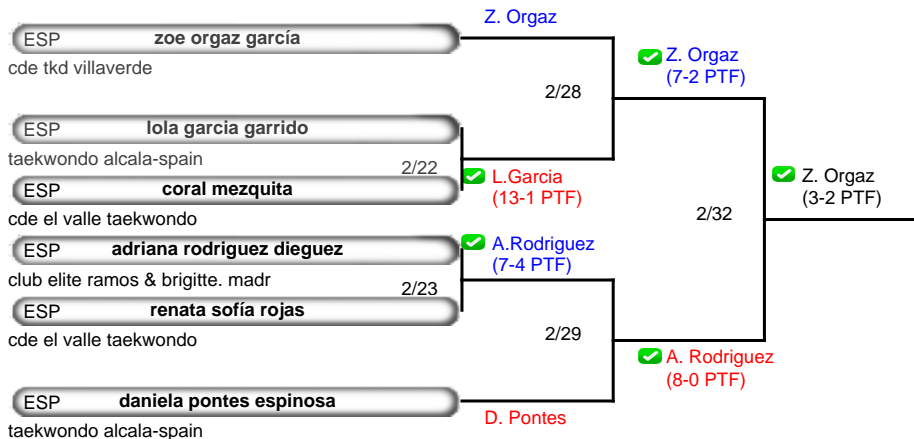 Z. Orgaz
ESP zoe orgaz garcía
cde tkd villaverde
2/28
Z. Orgaz
(7-2 PTF)
ESP lola garcia garrido
taekwondo alcala-spain
2/22
L.Garcia
(13-1 PTF)
ESP coral mezquita
cde el valle taekwondo
Z. Orgaz
(3-2 PTF)
2/32
ESP adriana rodriguez dieguez
club elite ramos & brigitte. madr
A.Rodriguez
(7-4 PTF)
2/23
ESP renata sofía rojas
cde el valle taekwondo
2/29
A. Rodriguez
(8-0 PTF)
ESP daniela pontes espinosa
taekwondo alcala-spain
D. Pontes